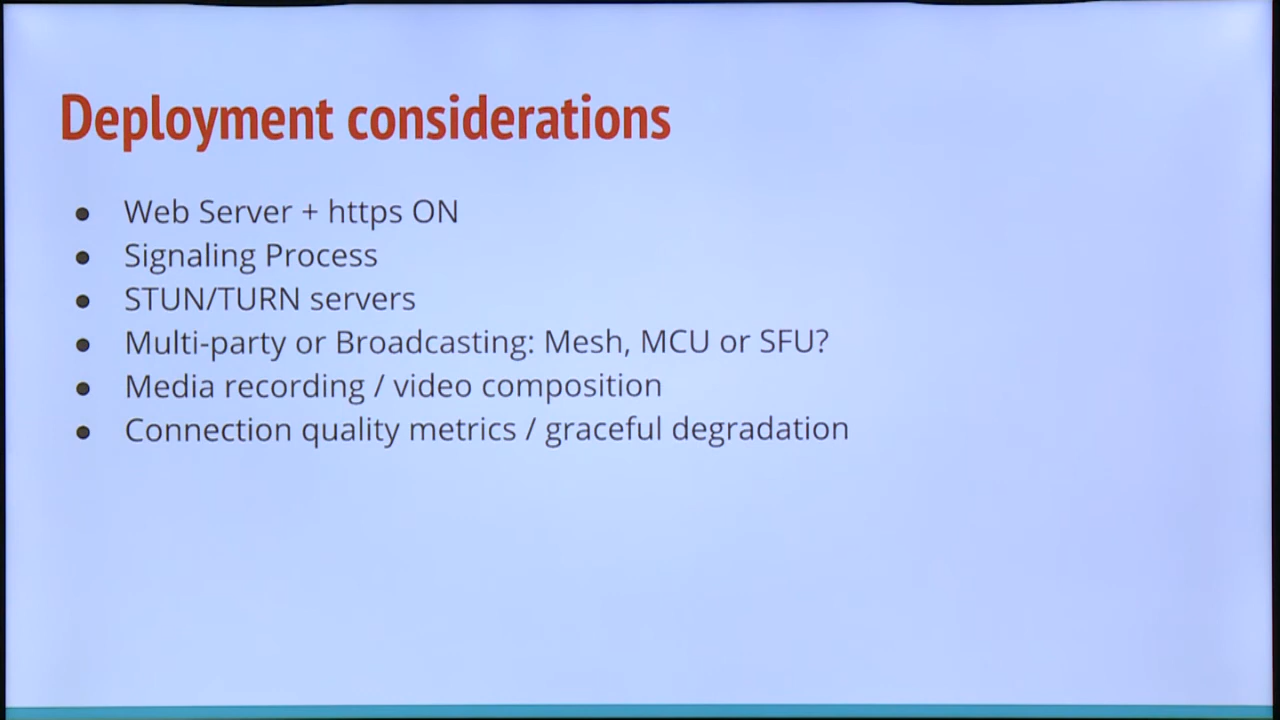 Deployment considerations
● Web Server + https ON
● Signaling Process
● STUN/TURN servers
● Multi-party or Broadcasting: Mesh, MCU or SFU?
● Media recording / video composition
● Connection quality metrics / graceful degradation